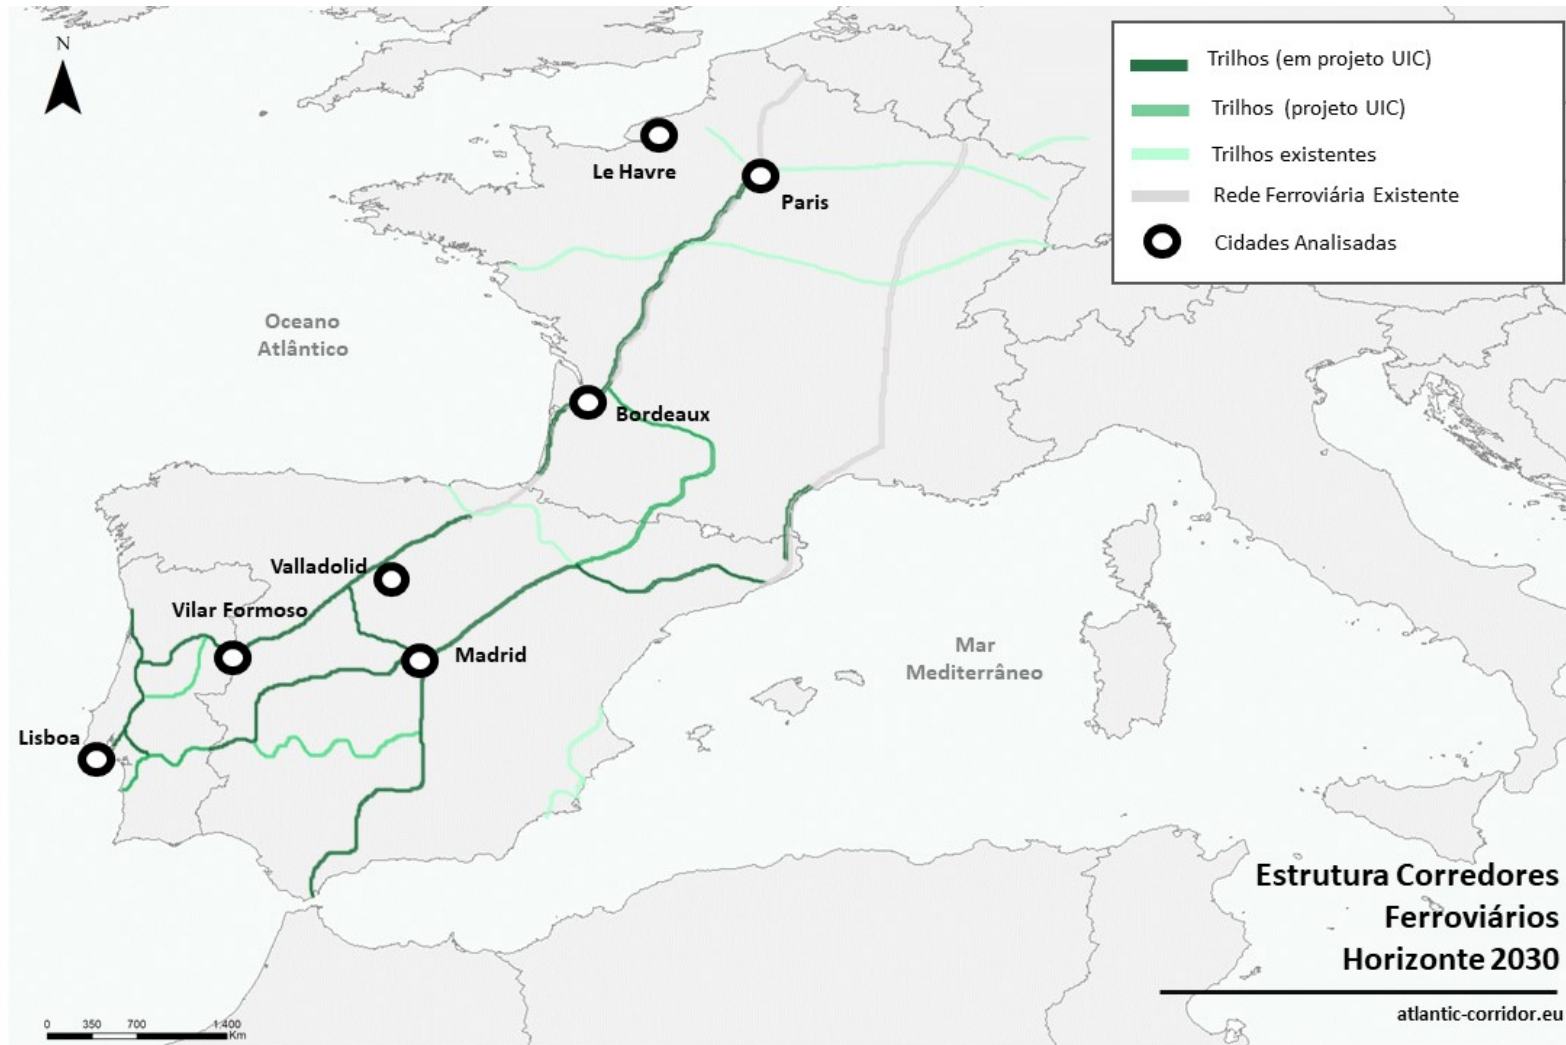 N
Trilhos (em projeto UIC)
Trilhos (projeto UIC)
Trilhos existentes
Rede Ferroviária Existente
Cidades Analisadas
Le Havre
Paris
Oceano
Atlântico
Bordeaux
Valladolid
Vilar Formoso
Madrid
Mar
Mediterrâneo
Lisboa
Estrutura Corredores
Ferroviários
Horizonte 2030
atlantic-corridor.eu
0 350 700 1.400
Km